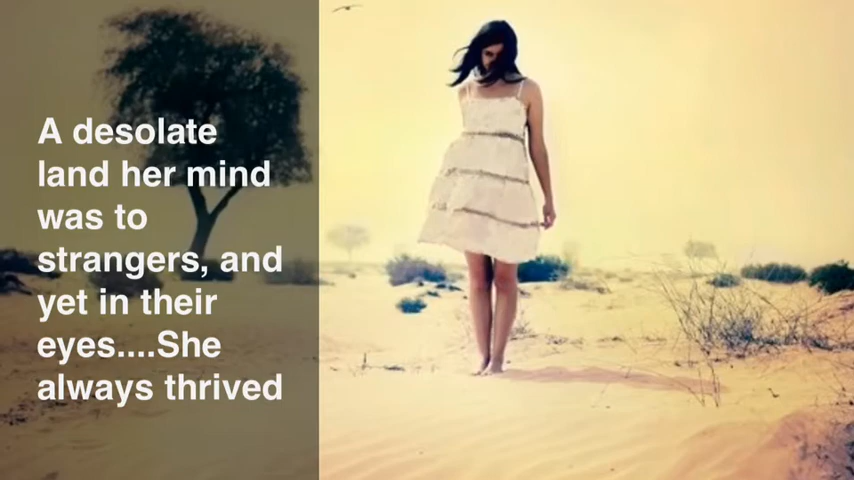 A desolate
land her mind
was to
strangers, and
yet in their
eyes....She
always thrived